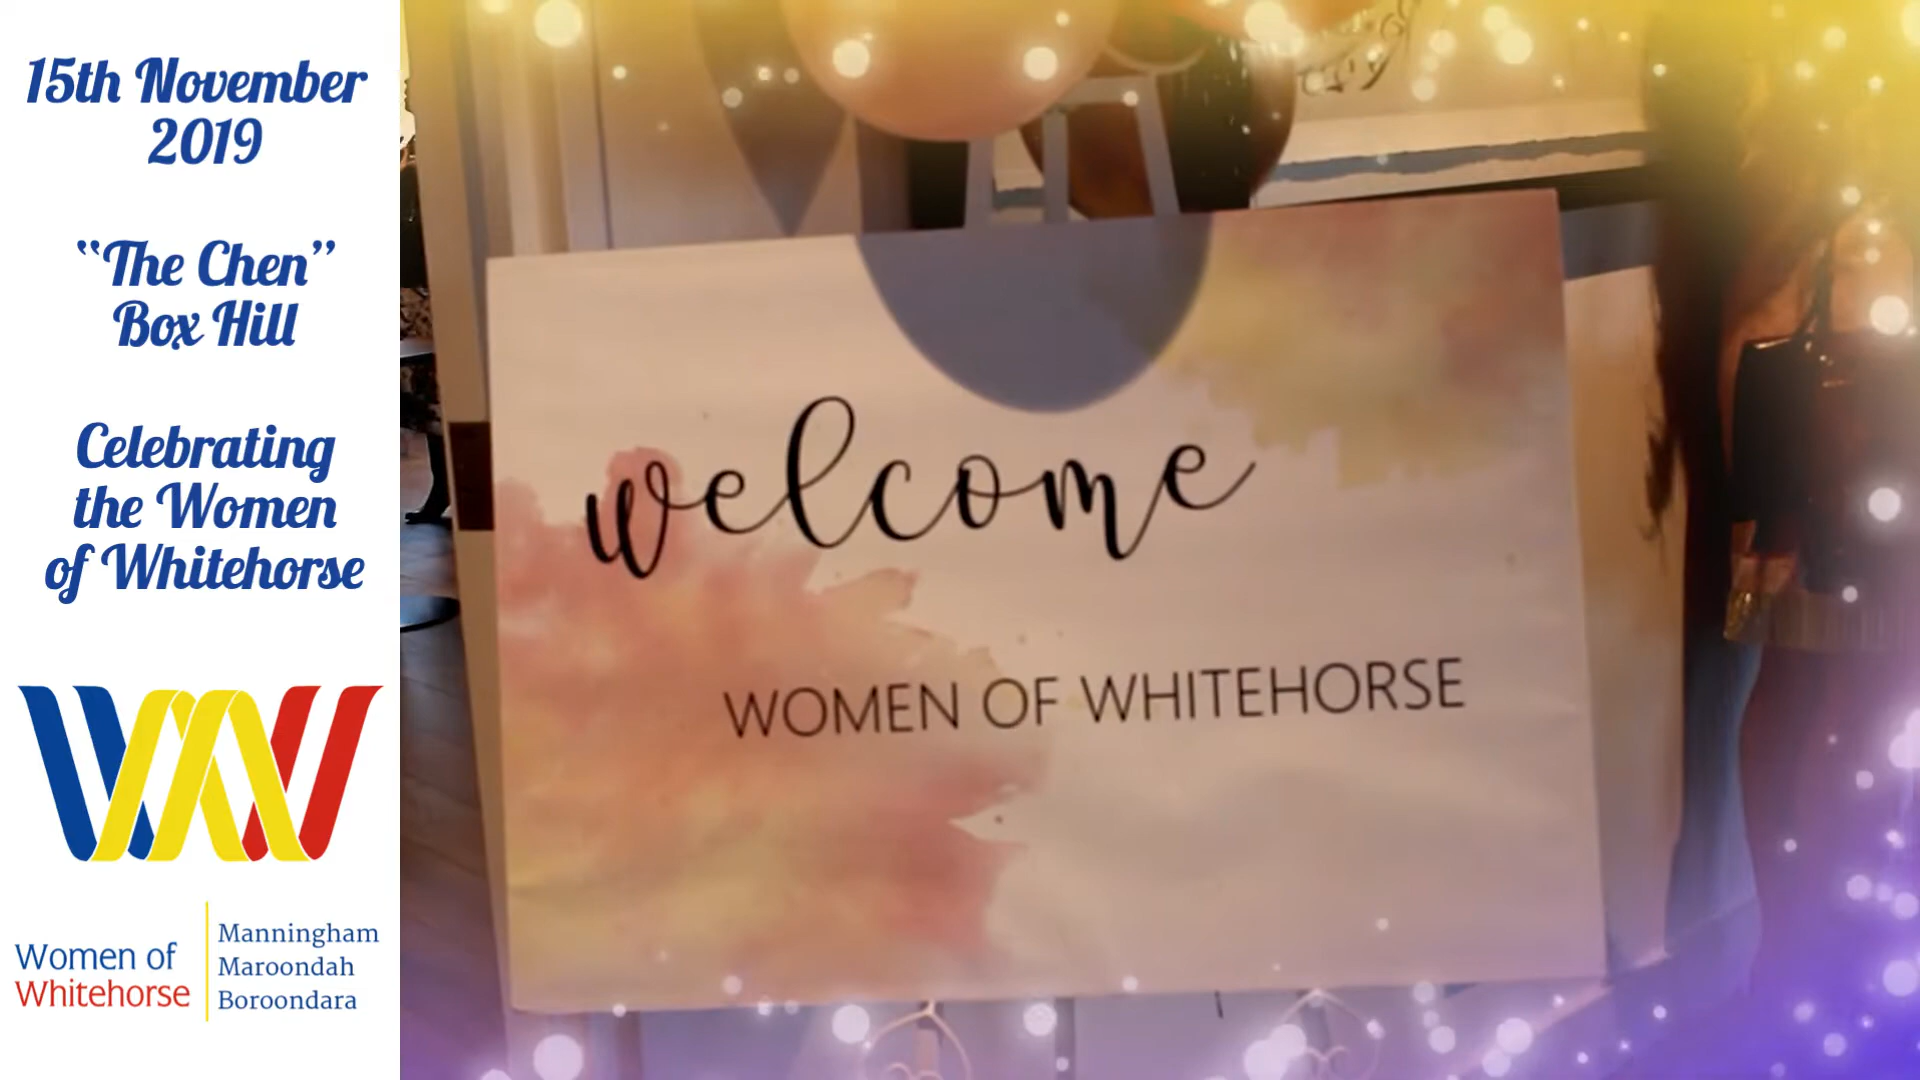 15th November
2019
“The Chen”
Box Hill
Celebrating
the Women
of Whitehorse
Women of
Whitehorse
Manningham
Maroondah
Boroondara
welcome
WOMEN OF WHITEHORSE